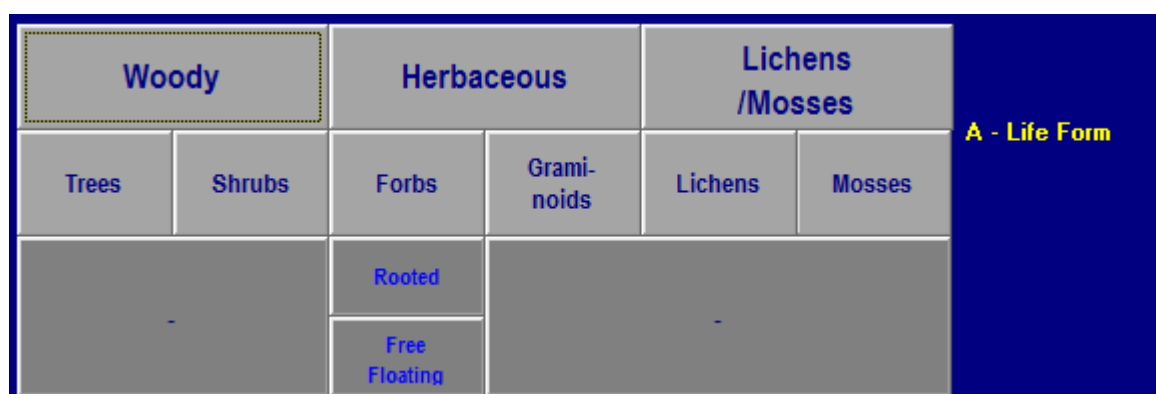 Woody
Herbaceous
Lichens
/Mosses
A - Life Form
Trees
Shrubs
Forbs
Grami-
noids
Lichens
Mosses
-
Rooted
Free
Floating
-